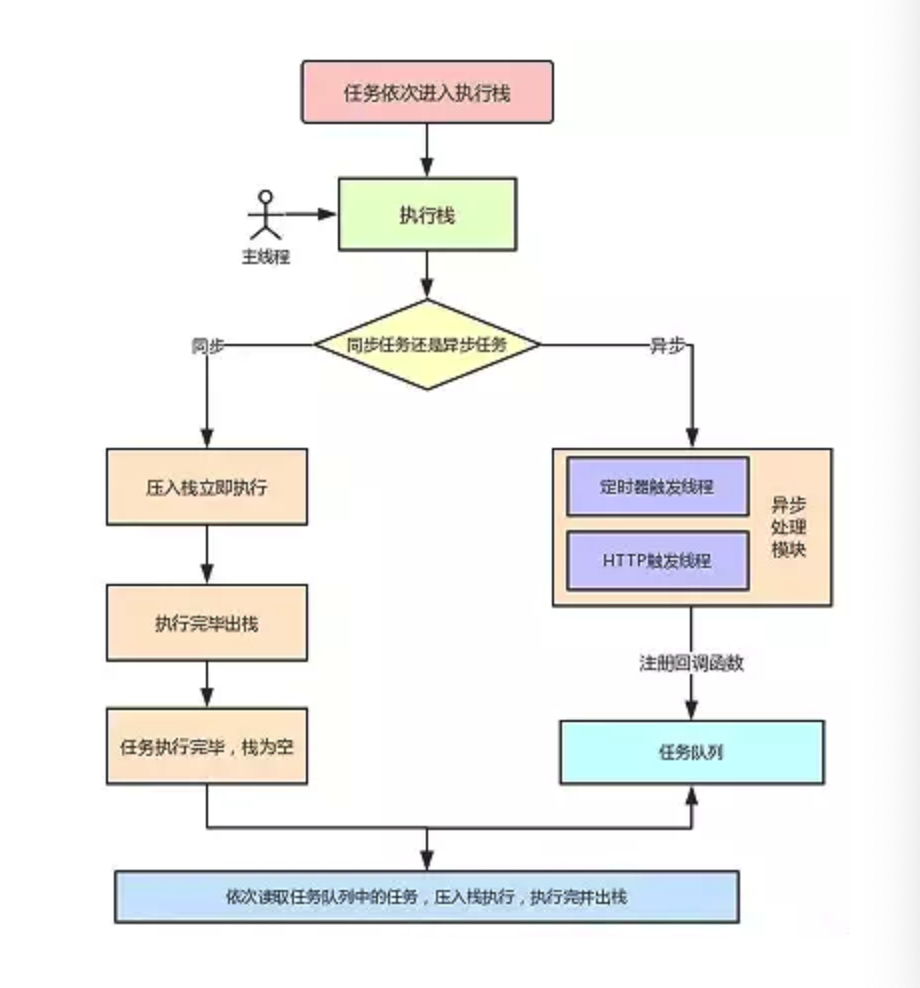 任务依次进入执行栈
执行栈
主线程
同步任务还是异步任务
同步
异步
压入栈立即执行
执行完毕出栈
任务执行完毕，栈为空
定时器触发线程
HTTP触发线程
异步
处理
模块
注册回调函数
任务队列
依次读取任务队列中的任务，压入栈执行，执行完并出栈